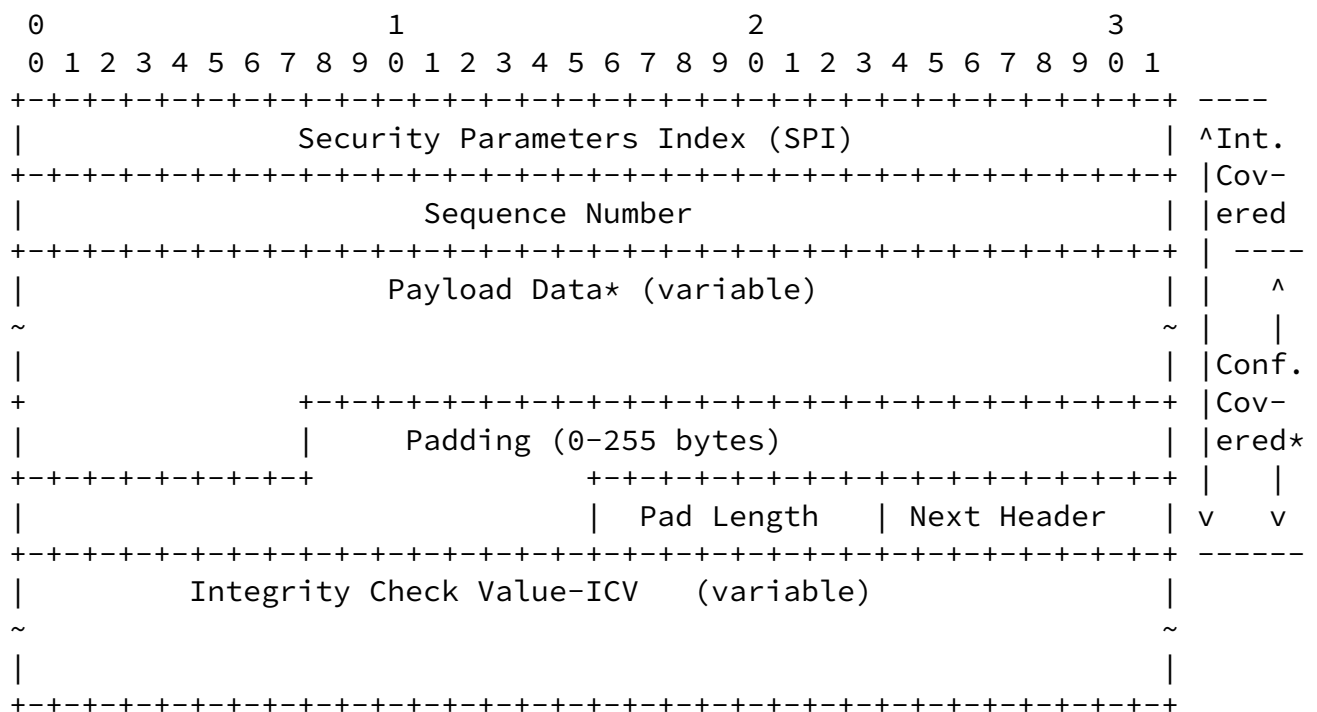 0                   1                   2                   3
 0 1 2 3 4 5 6 7 8 9 0 1 2 3 4 5 6 7 8 9 0 1 2 3 4 5 6 7 8 9 0 1
+-+-+-+-+-+-+-+-+-+-+-+-+-+-+-+-+-+-+-+-+-+-+-+-+-+-+-+-+-+-+-+-+ ----
|               Security Parameters Index (SPI)                 | ^Int.
+-+-+-+-+-+-+-+-+-+-+-+-+-+-+-+-+-+-+-+-+-+-+-+-+-+-+-+-+-+-+-+-+ |Cov-
|                      Sequence Number                          | |ered
+-+-+-+-+-+-+-+-+-+-+-+-+-+-+-+-+-+-+-+-+-+-+-+-+-+-+-+-+-+-+-+-+ | ----
|                    Payload Data* (variable)                   | |   ^
~                                                               ~ |   |
|                                                               | |Conf.
+               +-+-+-+-+-+-+-+-+-+-+-+-+-+-+-+-+-+-+-+-+-+-+-+-+ |Cov-
|               |     Padding (0-255 bytes)                     | |ered*
+-+-+-+-+-+-+-+-+               +-+-+-+-+-+-+-+-+-+-+-+-+-+-+-+-+ |   |
|                               |  Pad Length   | Next Header   | v   v
+-+-+-+-+-+-+-+-+-+-+-+-+-+-+-+-+-+-+-+-+-+-+-+-+-+-+-+-+-+-+-+-+ ------
|         Integrity Check Value-ICV   (variable)                |
~                                                               ~
|                                                               |
+-+-+-+-+-+-+-+-+-+-+-+-+-+-+-+-+-+-+-+-+-+-+-+-+-+-+-+-+-+-+-+-+